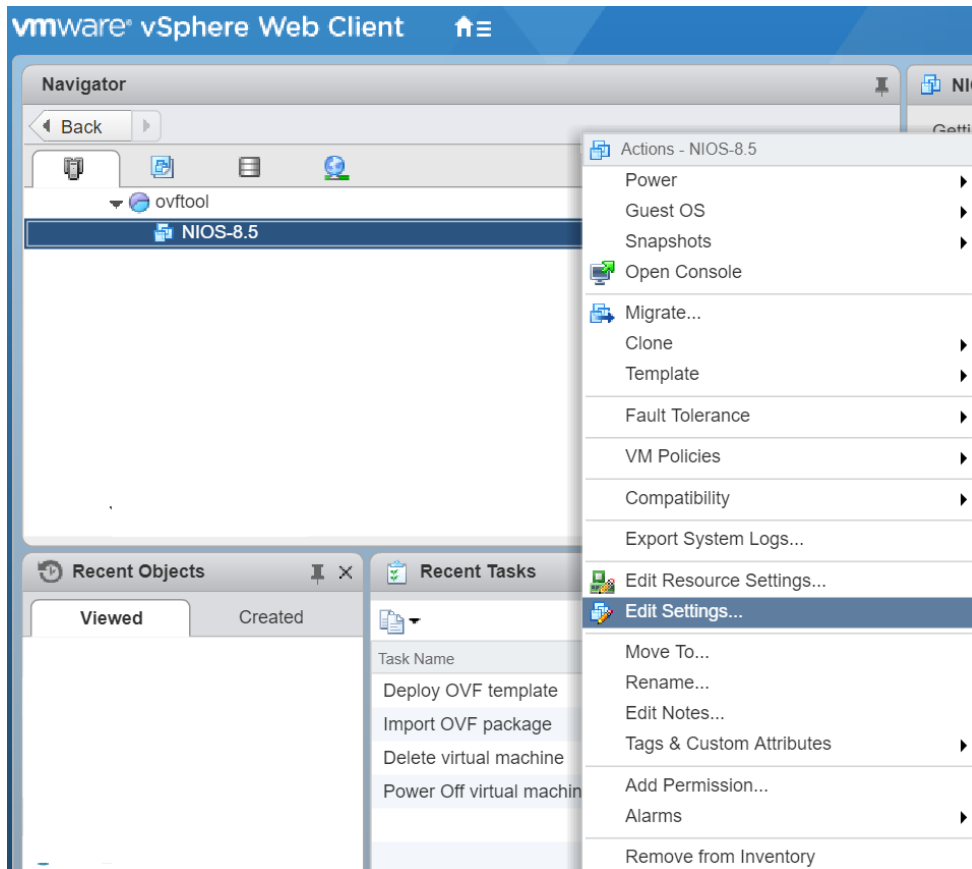 vmware® vSphere Web Client
Navigator
Back
ovftool
NIOS-8.5
Actions - NIOS-8.5
Power
Guest OS
Snapshots
Open Console
Migrate...
Clone
Template
Fault Tolerance
VM Policies
Compatibility
Export System Logs...
Edit Resource Settings...
Edit Settings...
Move To...
Rename...
Edit Notes...
Tags & Custom Attributes
Add Permission...
Alarms
Remove from Inventory
Recent Objects
Viewed Created
Recent Tasks
Task Name
Deploy OVF template
Import OVF package
Delete virtual machine
Power Off virtual machin